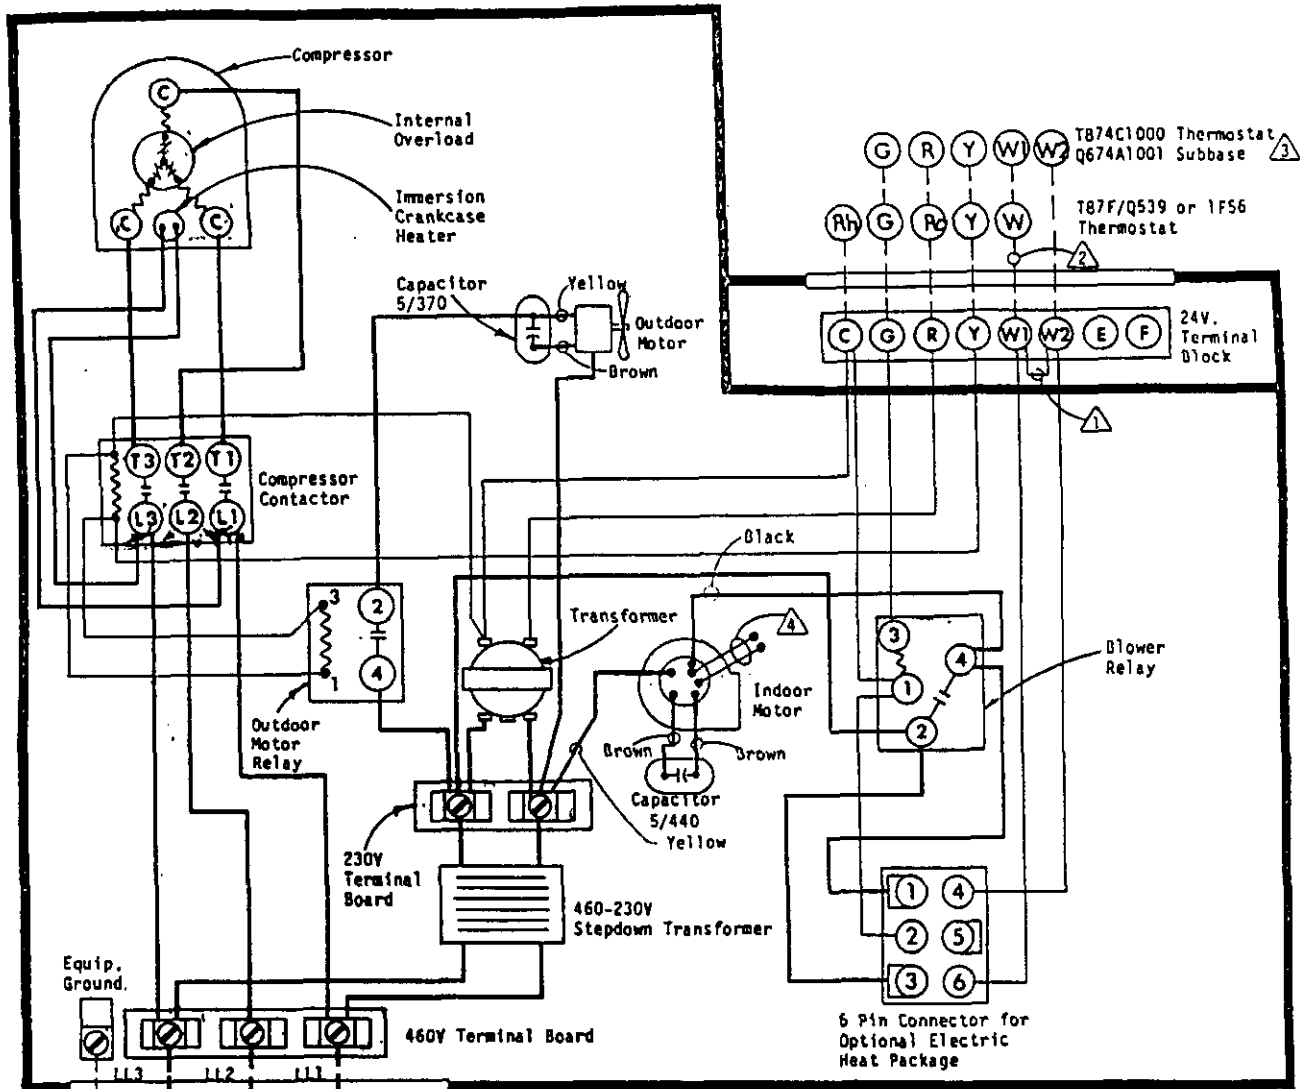 Compressor
C
Internal
Overload
Immersion
Crankcase
Heater
C
C
G
R
Y
W1
W2
T874C1000 Thermostat
Q674A1001 Subbase
3
Rh
G
Rc
Y
W
T87F/Q539 or 1F56
Thermostat
2
Capacitor
5/370
Yellow
Outdoor
Motor
Brown
C
G
R
Y
W1
W2
E
F
24V.
Terminal
Block
1
T3
T2
T1
Compressor
Contactor
L3
L2
L1
Black
3
2
4
1
Outdoor
Motor
Relay
Transformer
4
Indoor
Motor
3
4
1
2
Blower
Relay
Brown
Brown
Capacitor
5/440
Yellow
230V
Terminal
Board
460-230V
Stepdown Transformer
1
4
2
5
3
6
6 Pin Connector for
Optional Electric
Heat Package
Equip.
Ground.
460V Terminal Board
LL3
LL2
LL1